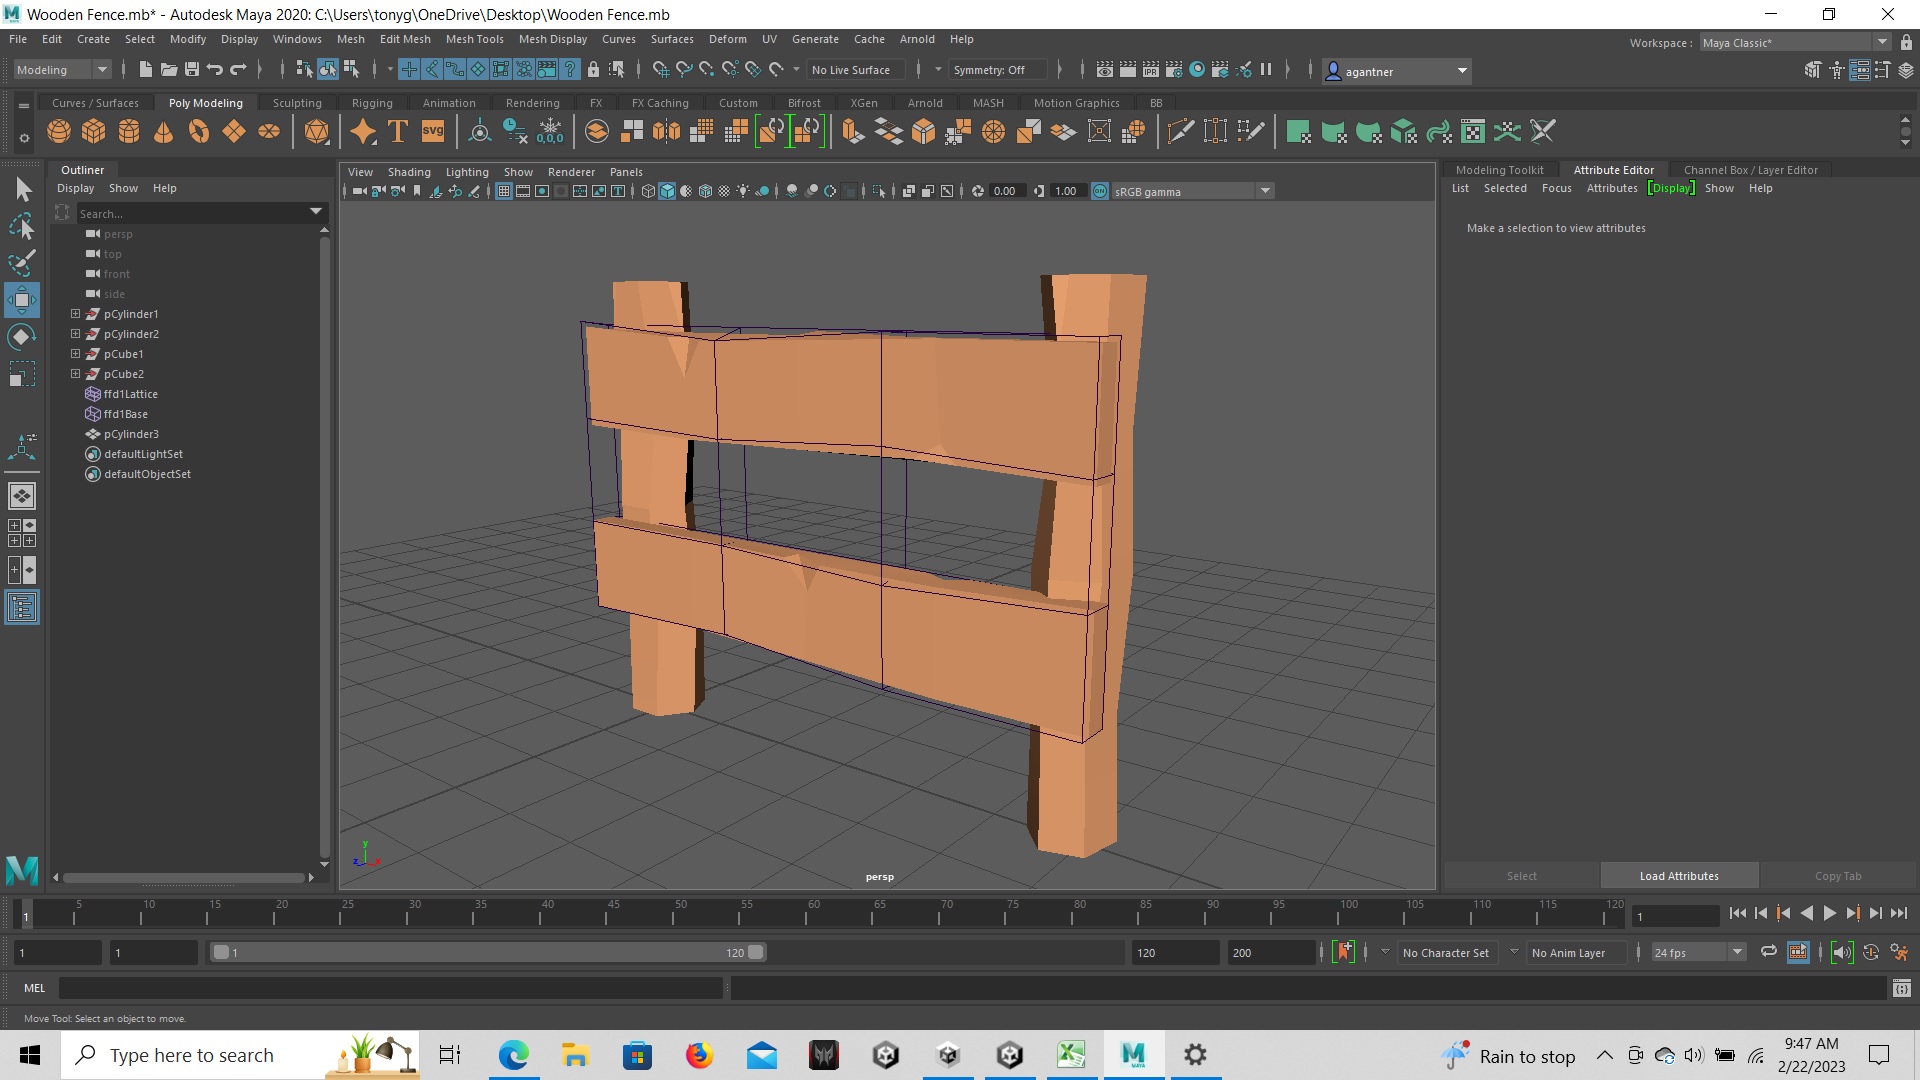 Wooden Fence.mb* - Autodesk Maya 2020: C:\Users\tonyg\OneDrive\Desktop\Wooden Fence.mb
File Edit Create Select Modify Display Windows Mesh Edit Mesh Mesh Tools Mesh Display Curves Surfaces Deform UV Generate Cache Arnold Help Workspace : Maya Classic*
Modeling No Live Surface Symmetry: Off agantner
Curves / Surfaces Poly Modeling Sculpting Rigging Animation Rendering FX FX Caching Custom Bifrost XGen Arnold MASH Motion Graphics BB
T SVG 0,0,0 IPR
Outliner
Display Show Help
Search...
persp
top
front
side
pCylinder1
pCylinder2
pCube1
pCube2
ffd1Lattice
ffd1Base
pCylinder3
defaultLightSet
defaultObjectSet
View Shading Lighting Show Renderer Panels
0.00 1.00 sRGB gamma
y
z x
persp
Modeling Toolkit Attribute Editor Channel Box / Layer Editor
List Selected Focus Attributes [Display] Show Help
Make a selection to view attributes
Select Load Attributes Copy Tab
1 5 10 15 20 25 30 35 40 45 50 55 60 65 70 75 80 85 90 95 100 105 110 115 120 1
1 1 1 120 120 200 No Character Set No Anim Layer 24 fps
MEL
Move Tool: Select an object to move.
Type here to search MAYA Rain to stop 9:47 AM
2/22/2023